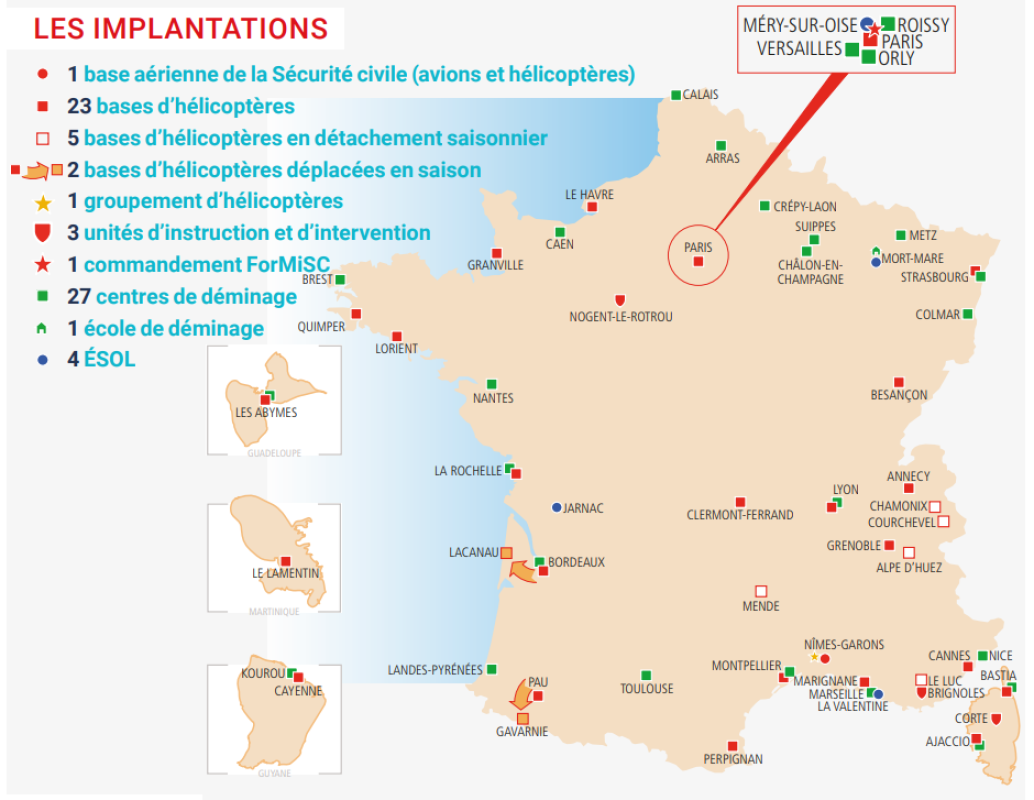 LES IMPLANTATIONS
1 base aérienne de la Sécurité civile (avions et hélicoptères)
23 bases d’hélicoptères
5 bases d’hélicoptères en détachement saisonnier
2 bases d’hélicoptères déplacées en saison
1 groupement d’hélicoptères
3 unités d’instruction et d’intervention
1 commandement ForMiSC
27 centres de déminage
1 école de déminage
4 ÉSOL
MÉRY-SUR-OISE
ROISSY
VERSAILLES
PARIS
ORLY
CALAIS
ARRAS
LE HAVRE
CRÉPY-LAON
CAEN
SUIPPES
METZ
GRANVILLE
PARIS
CHÂLON-EN-
CHAMPAGNE
MORT-MARE
STRASBOURG
BREST
NOGENT-LE-ROTROU
COLMAR
QUIMPER
LORIENT
NANTES
BESANÇON
LES ABYMES
GUADELOUPE
LA ROCHELLE
ANNECY
LYON
JARNAC
CLERMONT-FERRAND
CHAMONIX
COURCHEVEL
LACANAU
BORDEAUX
GRENOBLE
ALPE D’HUEZ
LE LAMENTIN
MARTINIQUE
MENDE
NÎMES-GARONS
CANNES
NICE
KOUROU
CAYENNE
LANDES-PYRÉNÉES
PAU
TOULOUSE
MONTPELLIER
MARIGNANE
MARSEILLE
LA VALENTINE
LE LUC
BRIGNOLES
BASTIA
GAVARNIE
CORTE
AJACCIO
PERPIGNAN
GUYANE